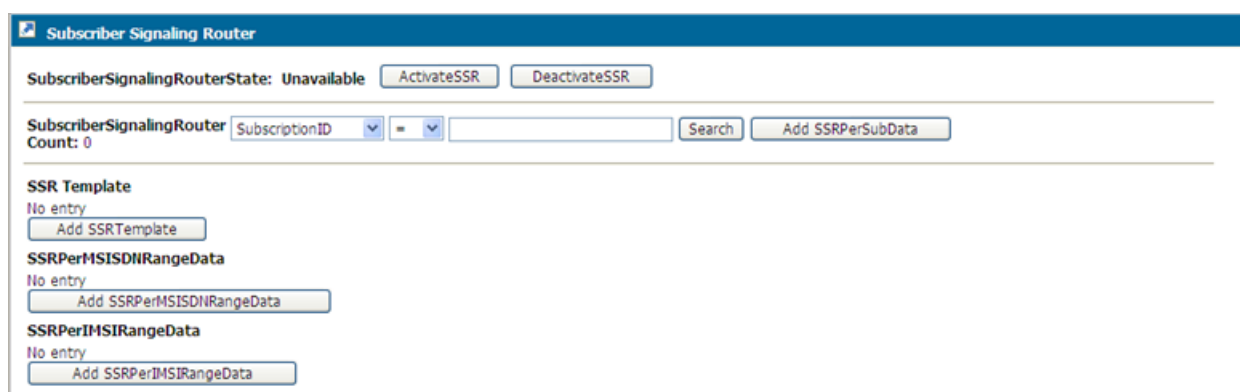 Subscriber Signaling Router
SubscriberSignalingRouterState: Unavailable ActivateSSR DeactivateSSR
SubscriberSignalingRouter SubscriptionID = Search Add SSRPerSubData
Count: 0
SSR Template
No entry
Add SSRTemplate
SSRPerMSISDNRangeData
No entry
Add SSRPerMSISDNRangeData
SSRPerIMSIRangeData
No entry
Add SSRPerIMSIRangeData